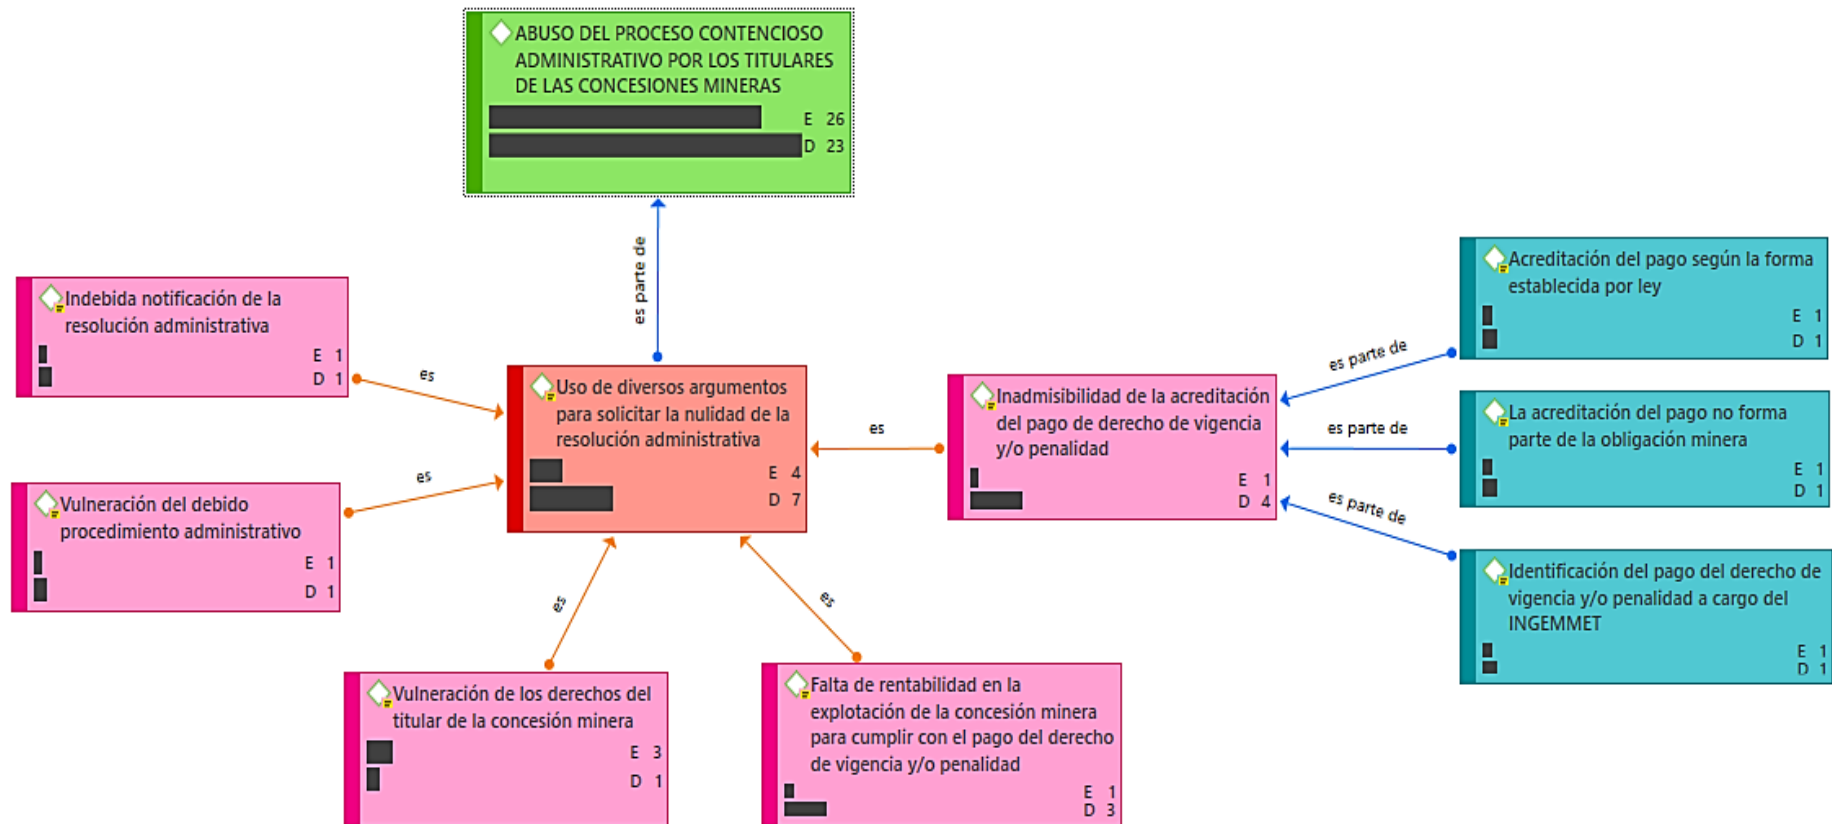 ABUSO DEL PROCESO CONTENCIOSO
ADMINISTRATIVO POR LOS TITULARES
DE LAS CONCESIONES MINERAS
E 26
D 23
es parte de
Indebida notificación de la
resolución administrativa
E 1
D 1
es
Vulneración del debido
procedimiento administrativo
E 1
D 1
es
Uso de diversos argumentos
para solicitar la nulidad de la
resolución administrativa
E 4
D 7
es
Inadmisibilidad de la acreditación
del pago de derecho de vigencia
y/o penalidad
E 1
D 4
es parte de
Acreditación del pago según la forma
establecida por ley
E 1
D 1
es parte de
La acreditación del pago no forma
parte de la obligación minera
E 1
D 1
es parte de
Identificación del pago del derecho de
vigencia y/o penalidad a cargo del
INGEMMET
E 1
D 1
es
Vulneración de los derechos del
titular de la concesión minera
E 3
D 1
es
Falta de rentabilidad en la
explotación de la concesión minera
para cumplir con el pago del derecho
de vigencia y/o penalidad
E 1
D 3